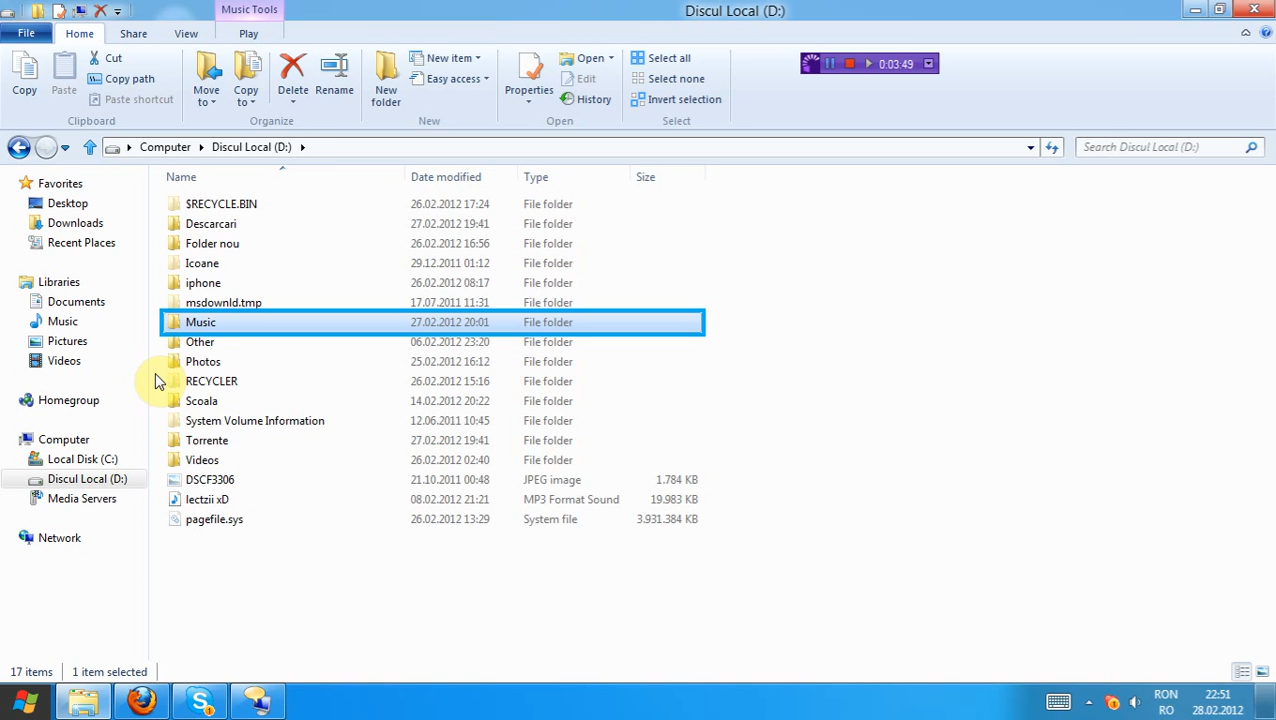 Music Tools
Discul Local (D:)
File Home Share View Play
Copy Paste Cut Copy path Paste shortcut
Move to Copy to Delete Rename
New folder New item Easy access
Properties Open Edit History
Select all Select none Invert selection
0:03:49
Clipboard Organize New Open Select
Computer Discul Local (D:) Search Discul Local (D:)
Favorites
Desktop
Downloads
Recent Places
Libraries
Documents
Music
Pictures
Videos
Homegroup
Computer
Local Disk (C:)
Discul Local (D:)
Media Servers
Network
Name Date modified Type Size
$RECYCLE.BIN 26.02.2012 17:24 File folder
Descarcari 27.02.2012 19:41 File folder
Folder nou 26.02.2012 16:56 File folder
Icoane 29.12.2011 01:12 File folder
iphone 26.02.2012 08:17 File folder
msdownld.tmp 17.07.2011 11:31 File folder
Music 27.02.2012 20:01 File folder
Other 06.02.2012 23:20 File folder
Photos 25.02.2012 16:12 File folder
RECYCLER 26.02.2012 15:16 File folder
Scoala 14.02.2012 20:22 File folder
System Volume Information 12.06.2011 10:45 File folder
Torrente 27.02.2012 19:41 File folder
Videos 26.02.2012 02:40 File folder
DSCF3306 21.10.2011 00:48 JPEG image 1.784 KB
lectzii xD 08.02.2012 21:21 MP3 Format Sound 19.983 KB
pagefile.sys 26.02.2012 13:29 System file 3.931.384 KB
17 items 1 item selected
RON 22:51
RO 28.02.2012